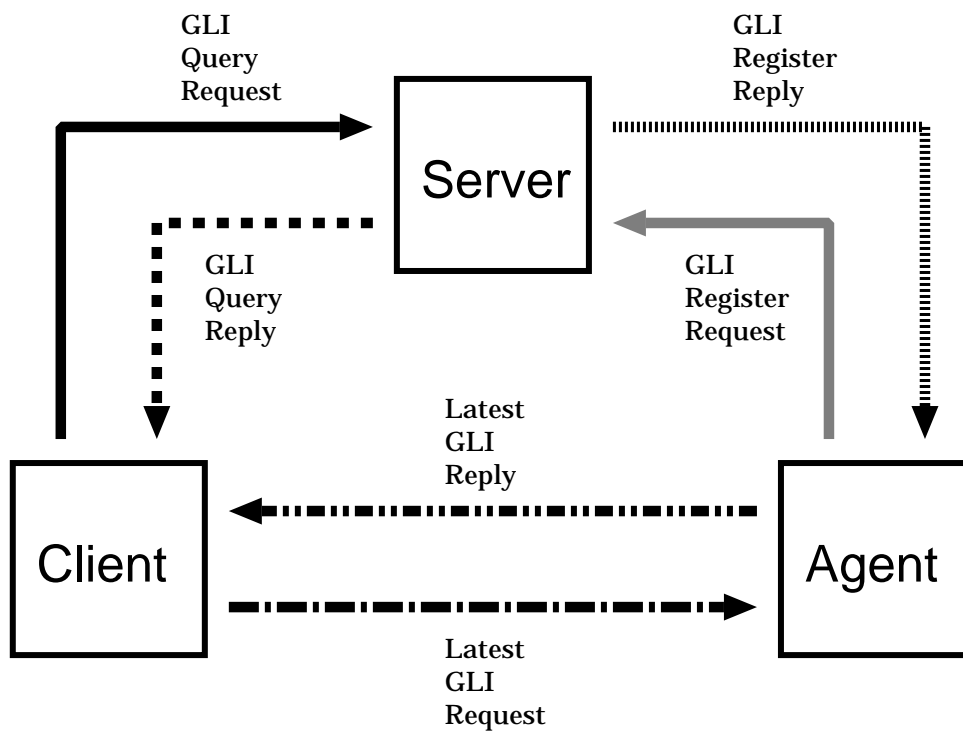 GLI
Query
Request
GLI
Register
Reply
Server
GLI
Query
Reply
GLI
Register
Request
Latest
GLI
Reply
Client
Agent
Latest
GLI
Request